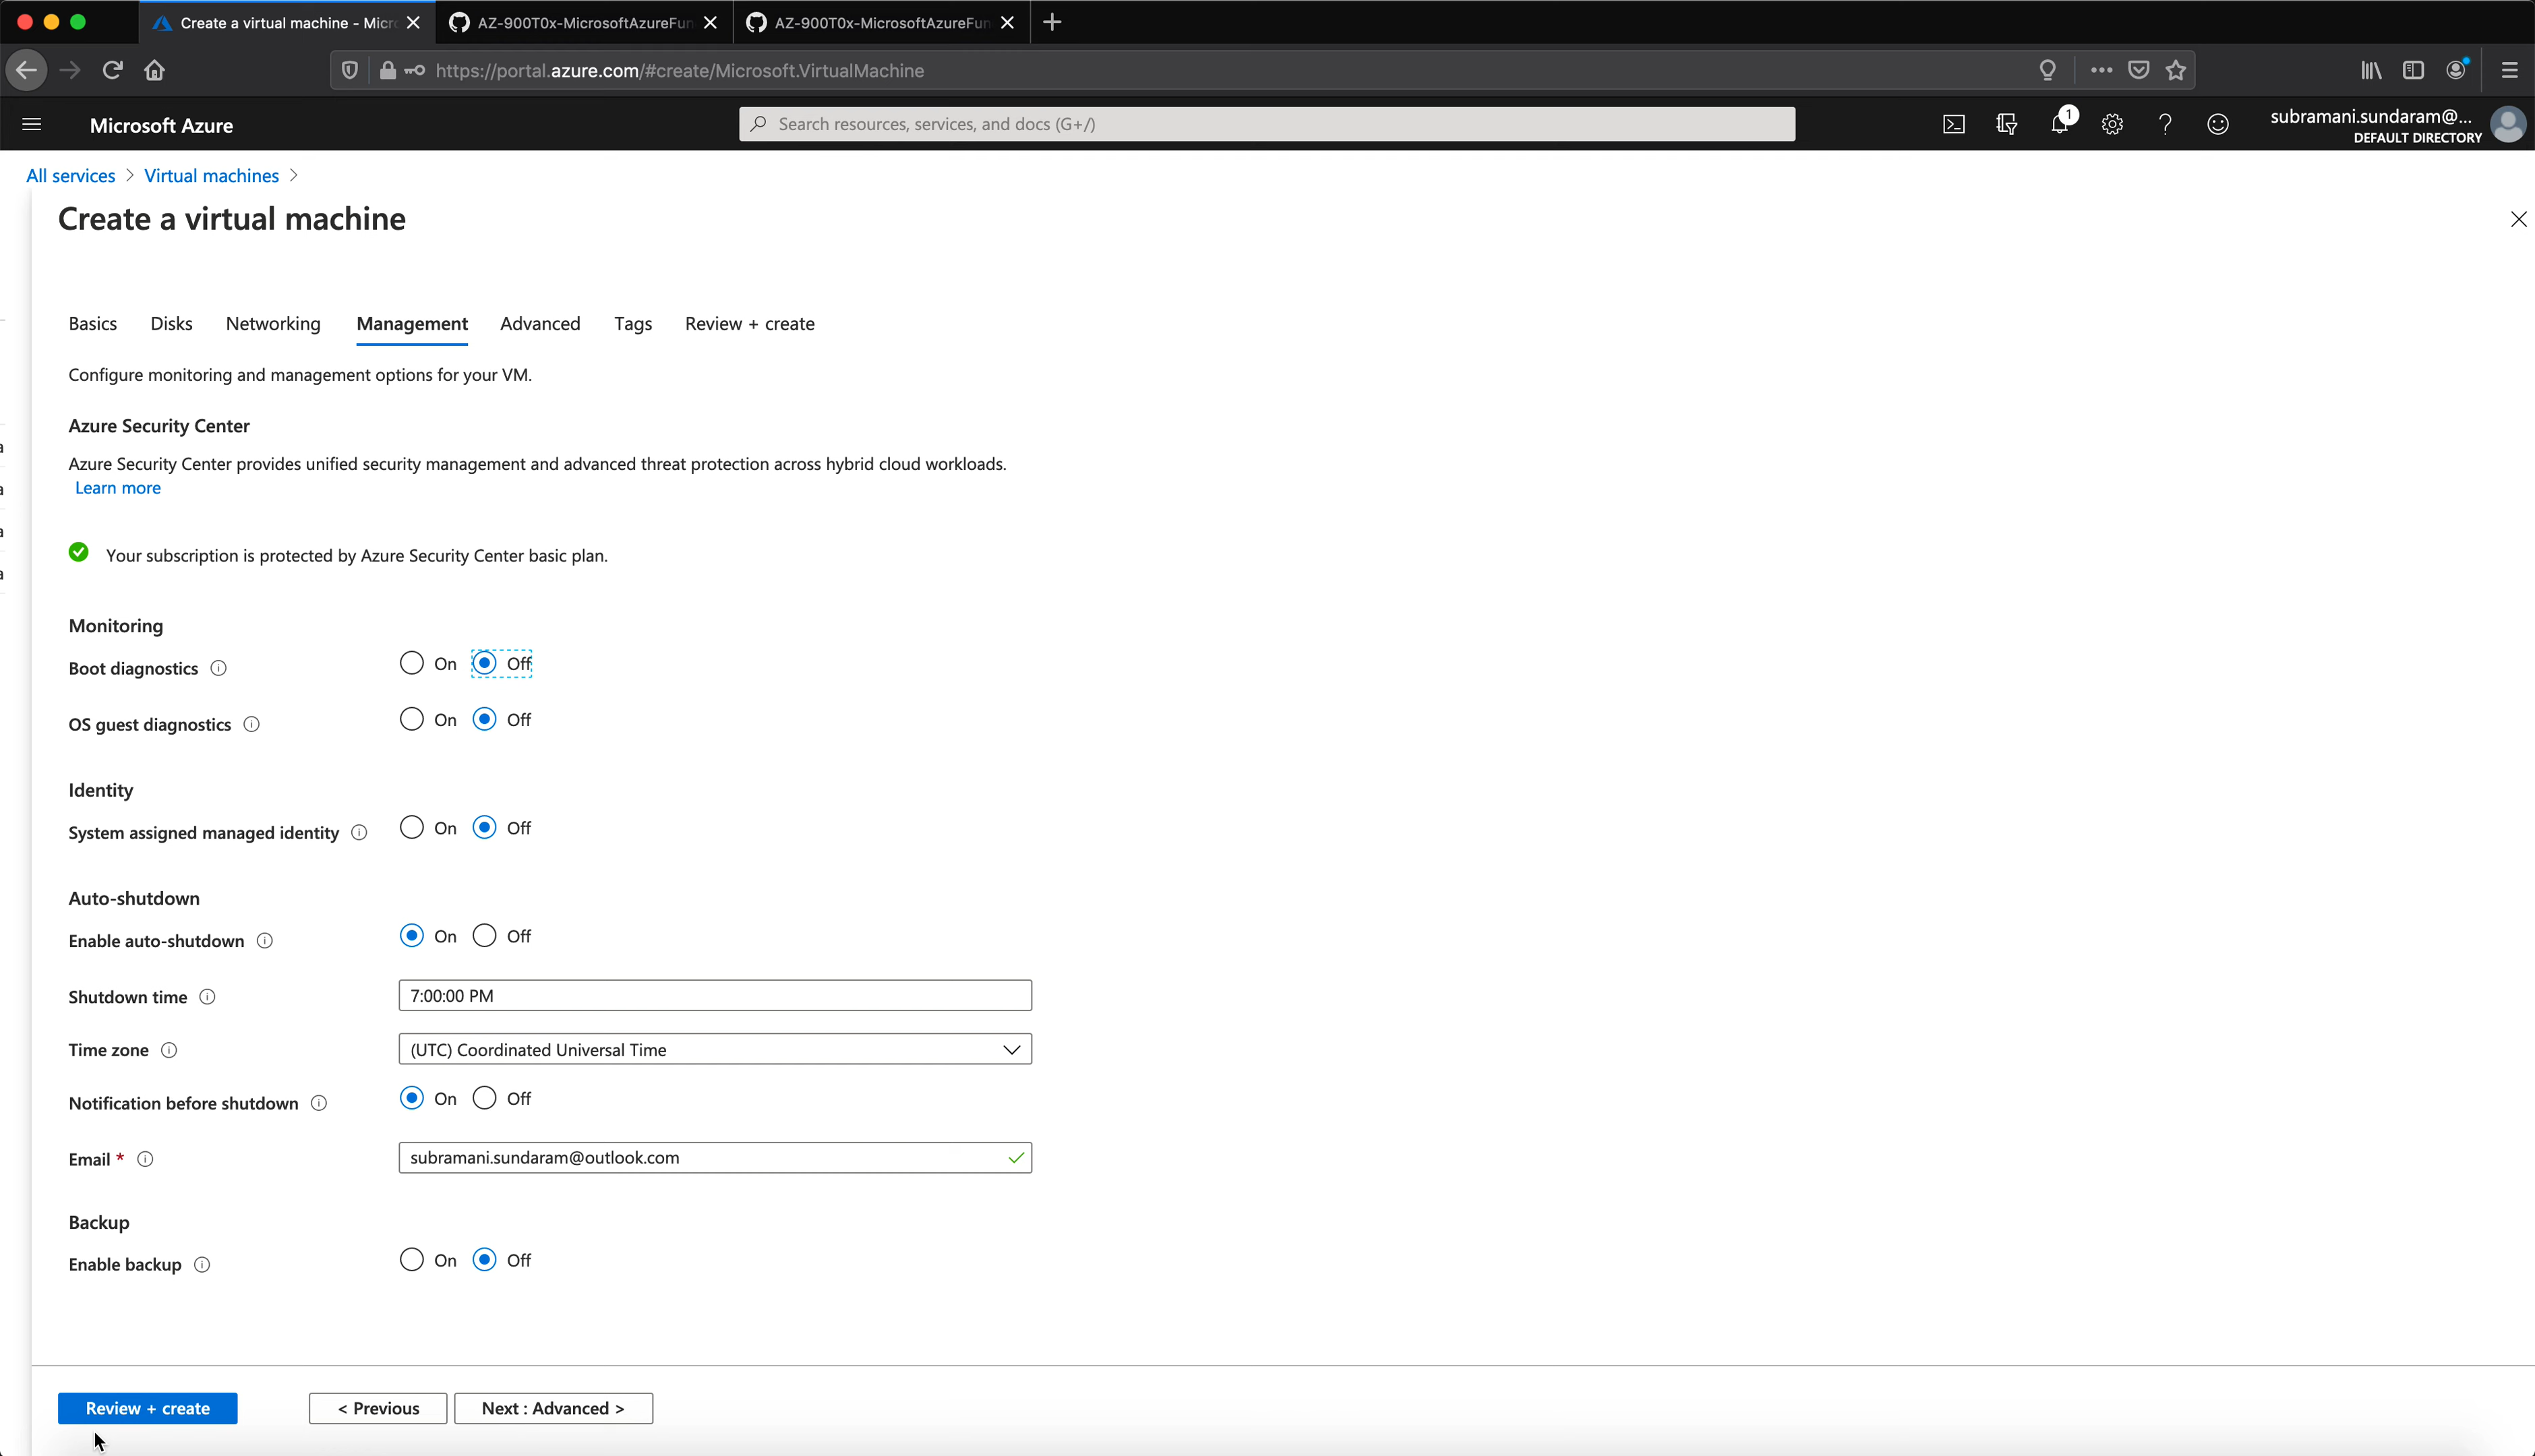 Create a virtual machine - Micr
AZ-900T0x-MicrosoftAzureFun
AZ-900T0x-MicrosoftAzureFun
https://portal.azure.com/#create/Microsoft.VirtualMachine
Microsoft Azure
Search resources, services, and docs (G+/)
1
subramani.sundaram@...
DEFAULT DIRECTORY
All services > Virtual machines >
Create a virtual machine
Basics Disks Networking Management Advanced Tags Review + create
Configure monitoring and management options for your VM.
Azure Security Center
Azure Security Center provides unified security management and advanced threat protection across hybrid cloud workloads.
Learn more
Your subscription is protected by Azure Security Center basic plan.
Monitoring
Boot diagnostics On Off
OS guest diagnostics On Off
Identity
System assigned managed identity On Off
Auto-shutdown
Enable auto-shutdown On Off
Shutdown time 7:00:00 PM
Time zone (UTC) Coordinated Universal Time
Notification before shutdown On Off
Email * subramani.sundaram@outlook.com
Backup
Enable backup On Off
Review + create < Previous Next : Advanced >